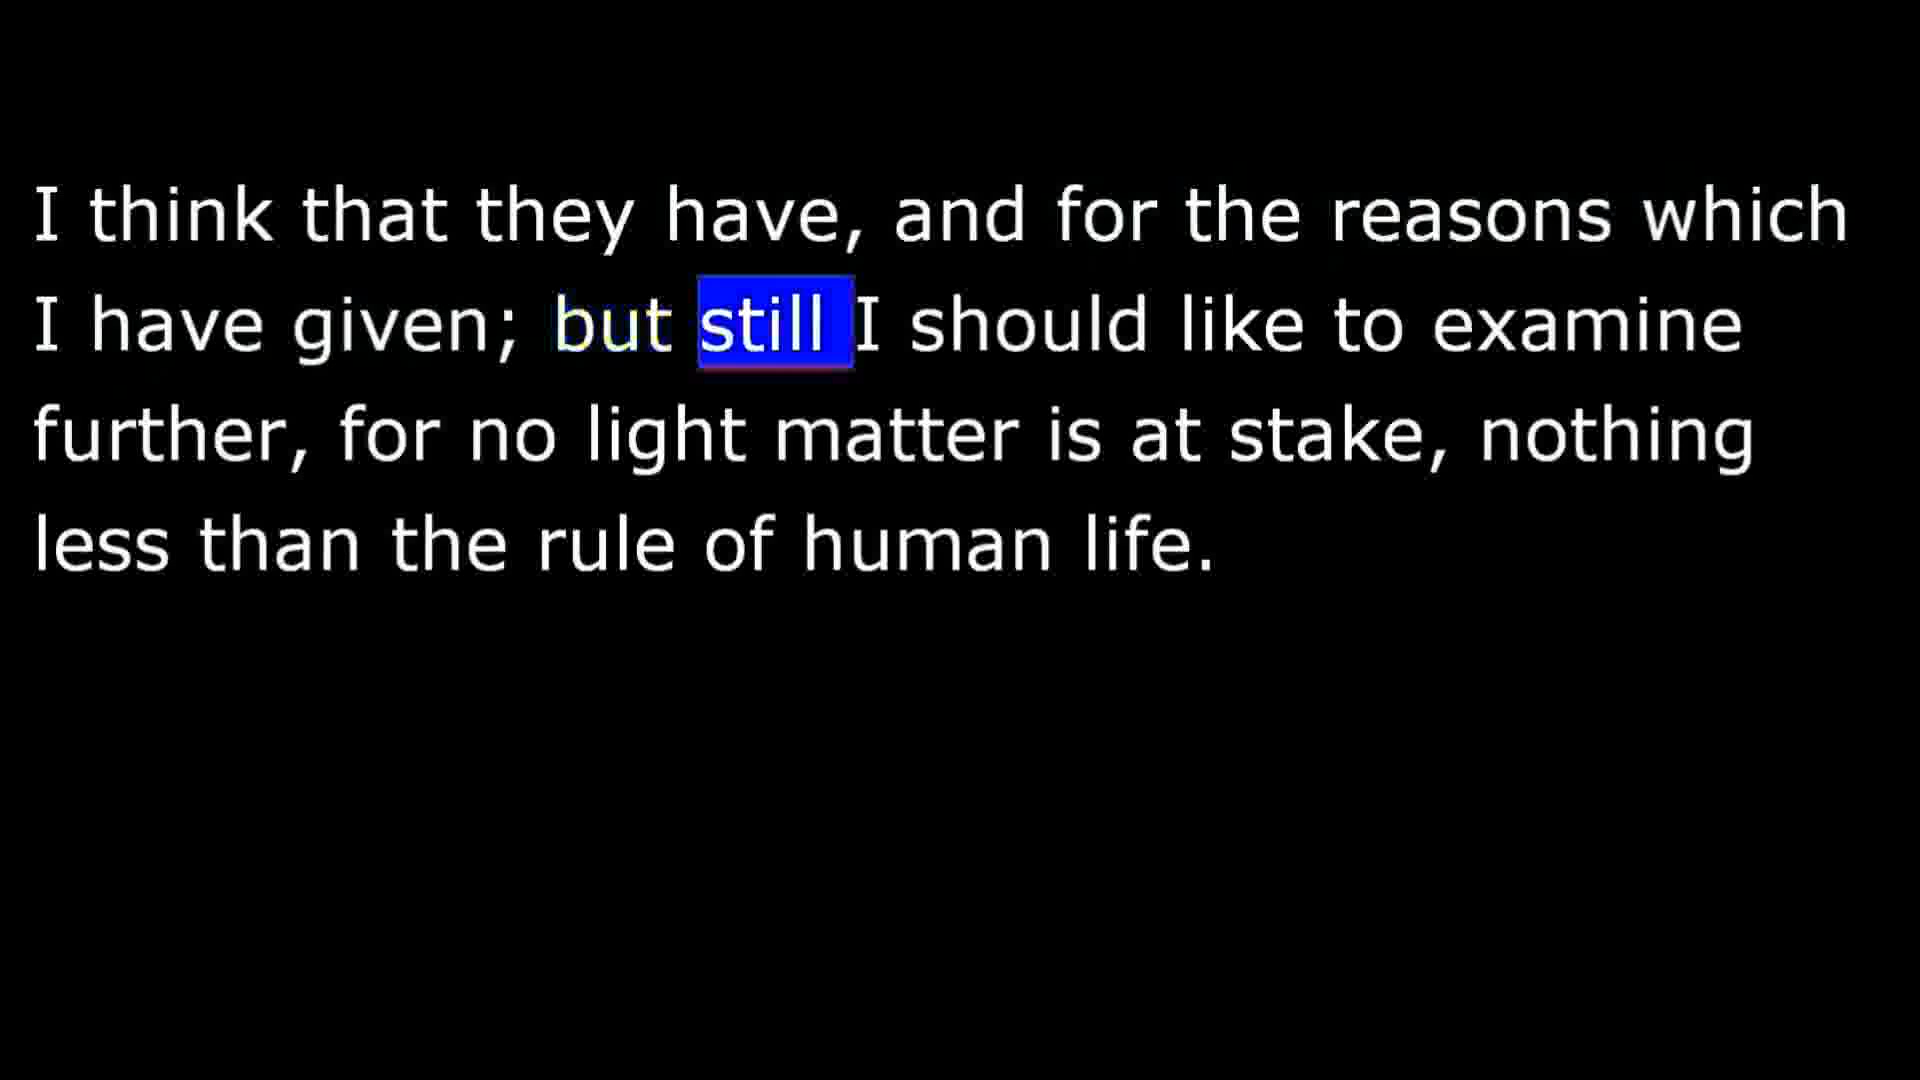 I think that they have, and for the reasons which
I have given; but still I should like to examine
further, for no light matter is at stake, nothing
less than the rule of human life.